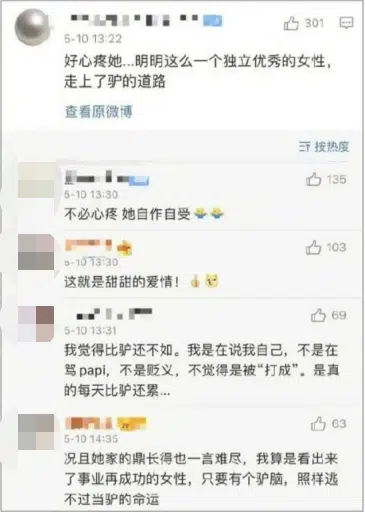 301
5-10 13:22
好心疼她...明明这么一个独立优秀的女性，
走上了驴的道路
查看原微博
按热度
135
5-10 13:30
不必心疼 她自作自受
103
5-10 13:30
这就是甜甜的爱情！
69
5-10 13:31
我觉得比驴还不如。我是在说我自己，不是在
骂papi，不是贬义，不觉得是被“打成”。是真
的每天比驴还累...
63
5-10 14:35
况且她家的鼎长得也一言难尽，我算是看出来
了事业再成功的女性，只要有个驴脑，照样逃
不过当驴的命运